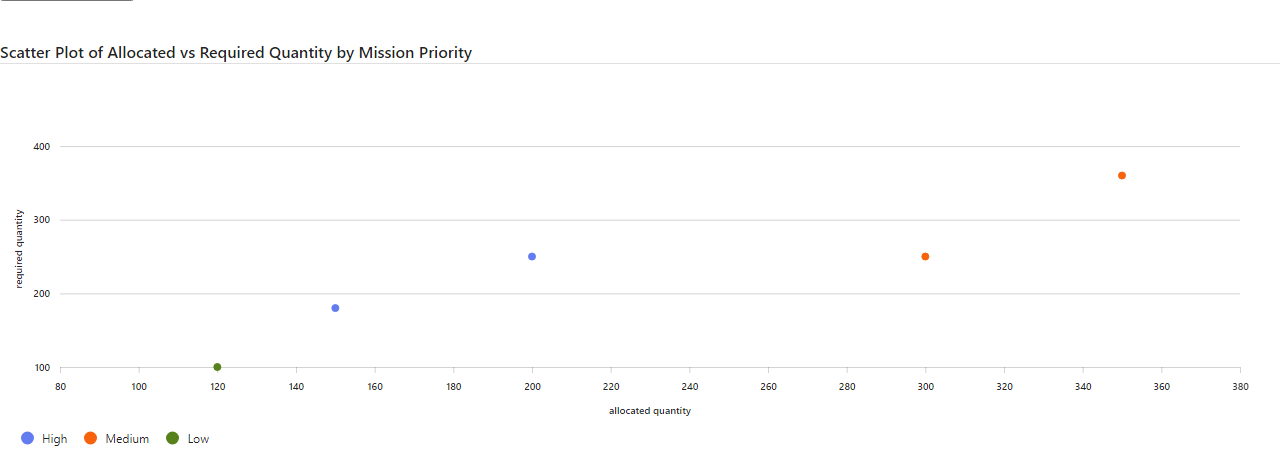 Scatter Plot of Allocated vs Required Quantity by Mission Priority
400
300
200
100
required quantity
80 100 120 140 160 180 200 220 240 260 280 300 320 340 360 380
allocated quantity
High Medium Low